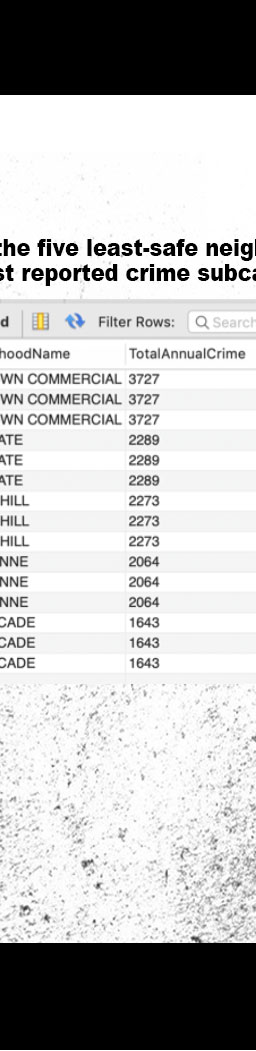 the five least-safe neig
st reported crime subca
d Filter Rows: Search
hoodName TotalAnnualCrime
WN COMMERCIAL 3727
WN COMMERCIAL 3727
WN COMMERCIAL 3727
ATE 2289
ATE 2289
ATE 2289
HILL 2273
HILL 2273
HILL 2273
NNE 2064
NNE 2064
NNE 2064
CADE 1643
CADE 1643
CADE 1643